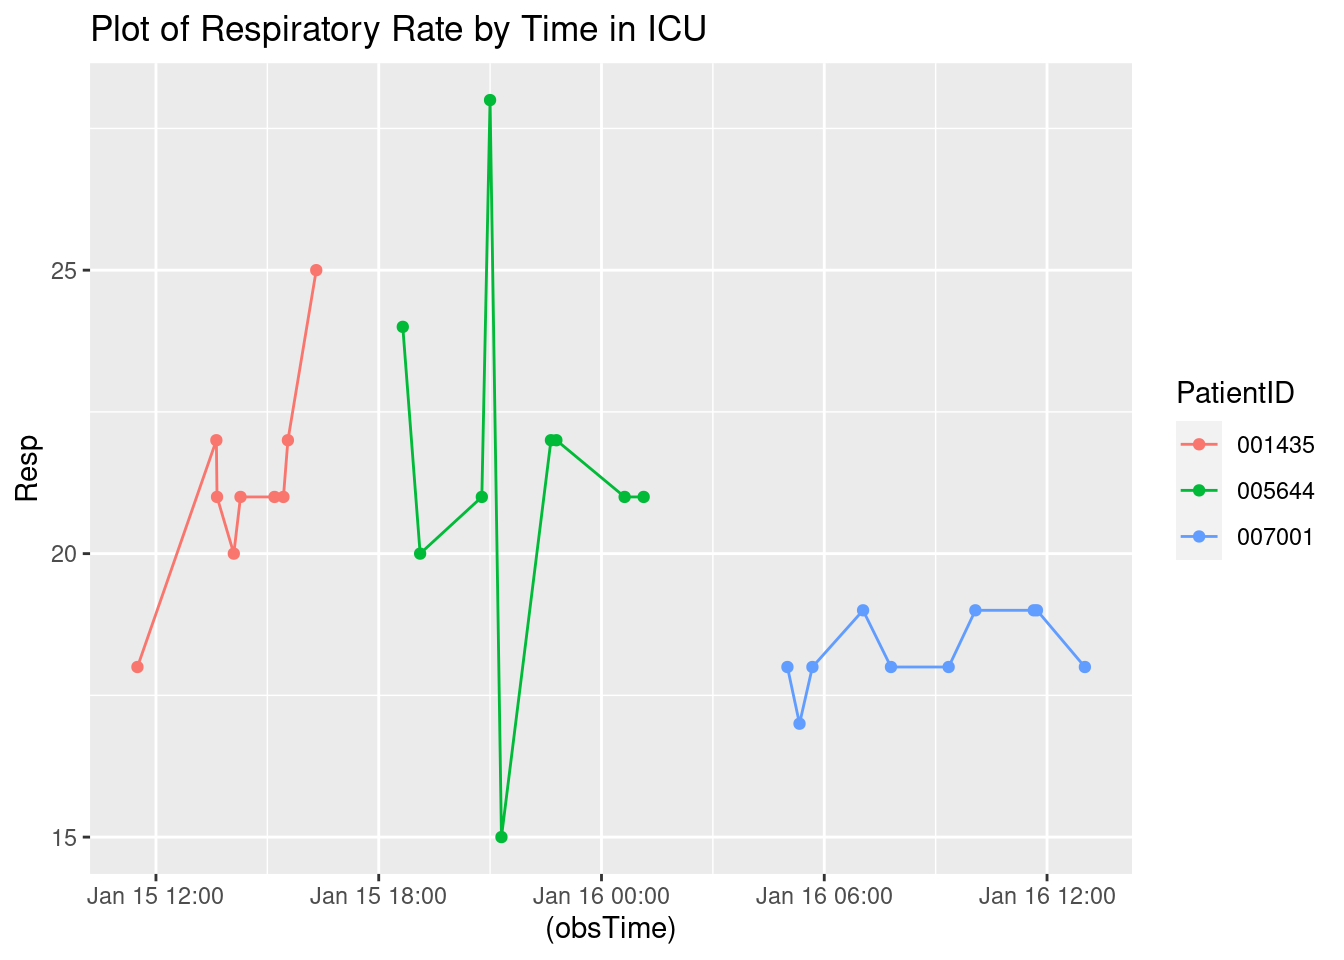 Plot of Respiratory Rate by Time in ICU
Resp
25
20
15
Jan 15 12:00
Jan 15 18:00
Jan 16 00:00
Jan 16 06:00
Jan 16 12:00
(obsTime)
PatientID
001435
005644
007001